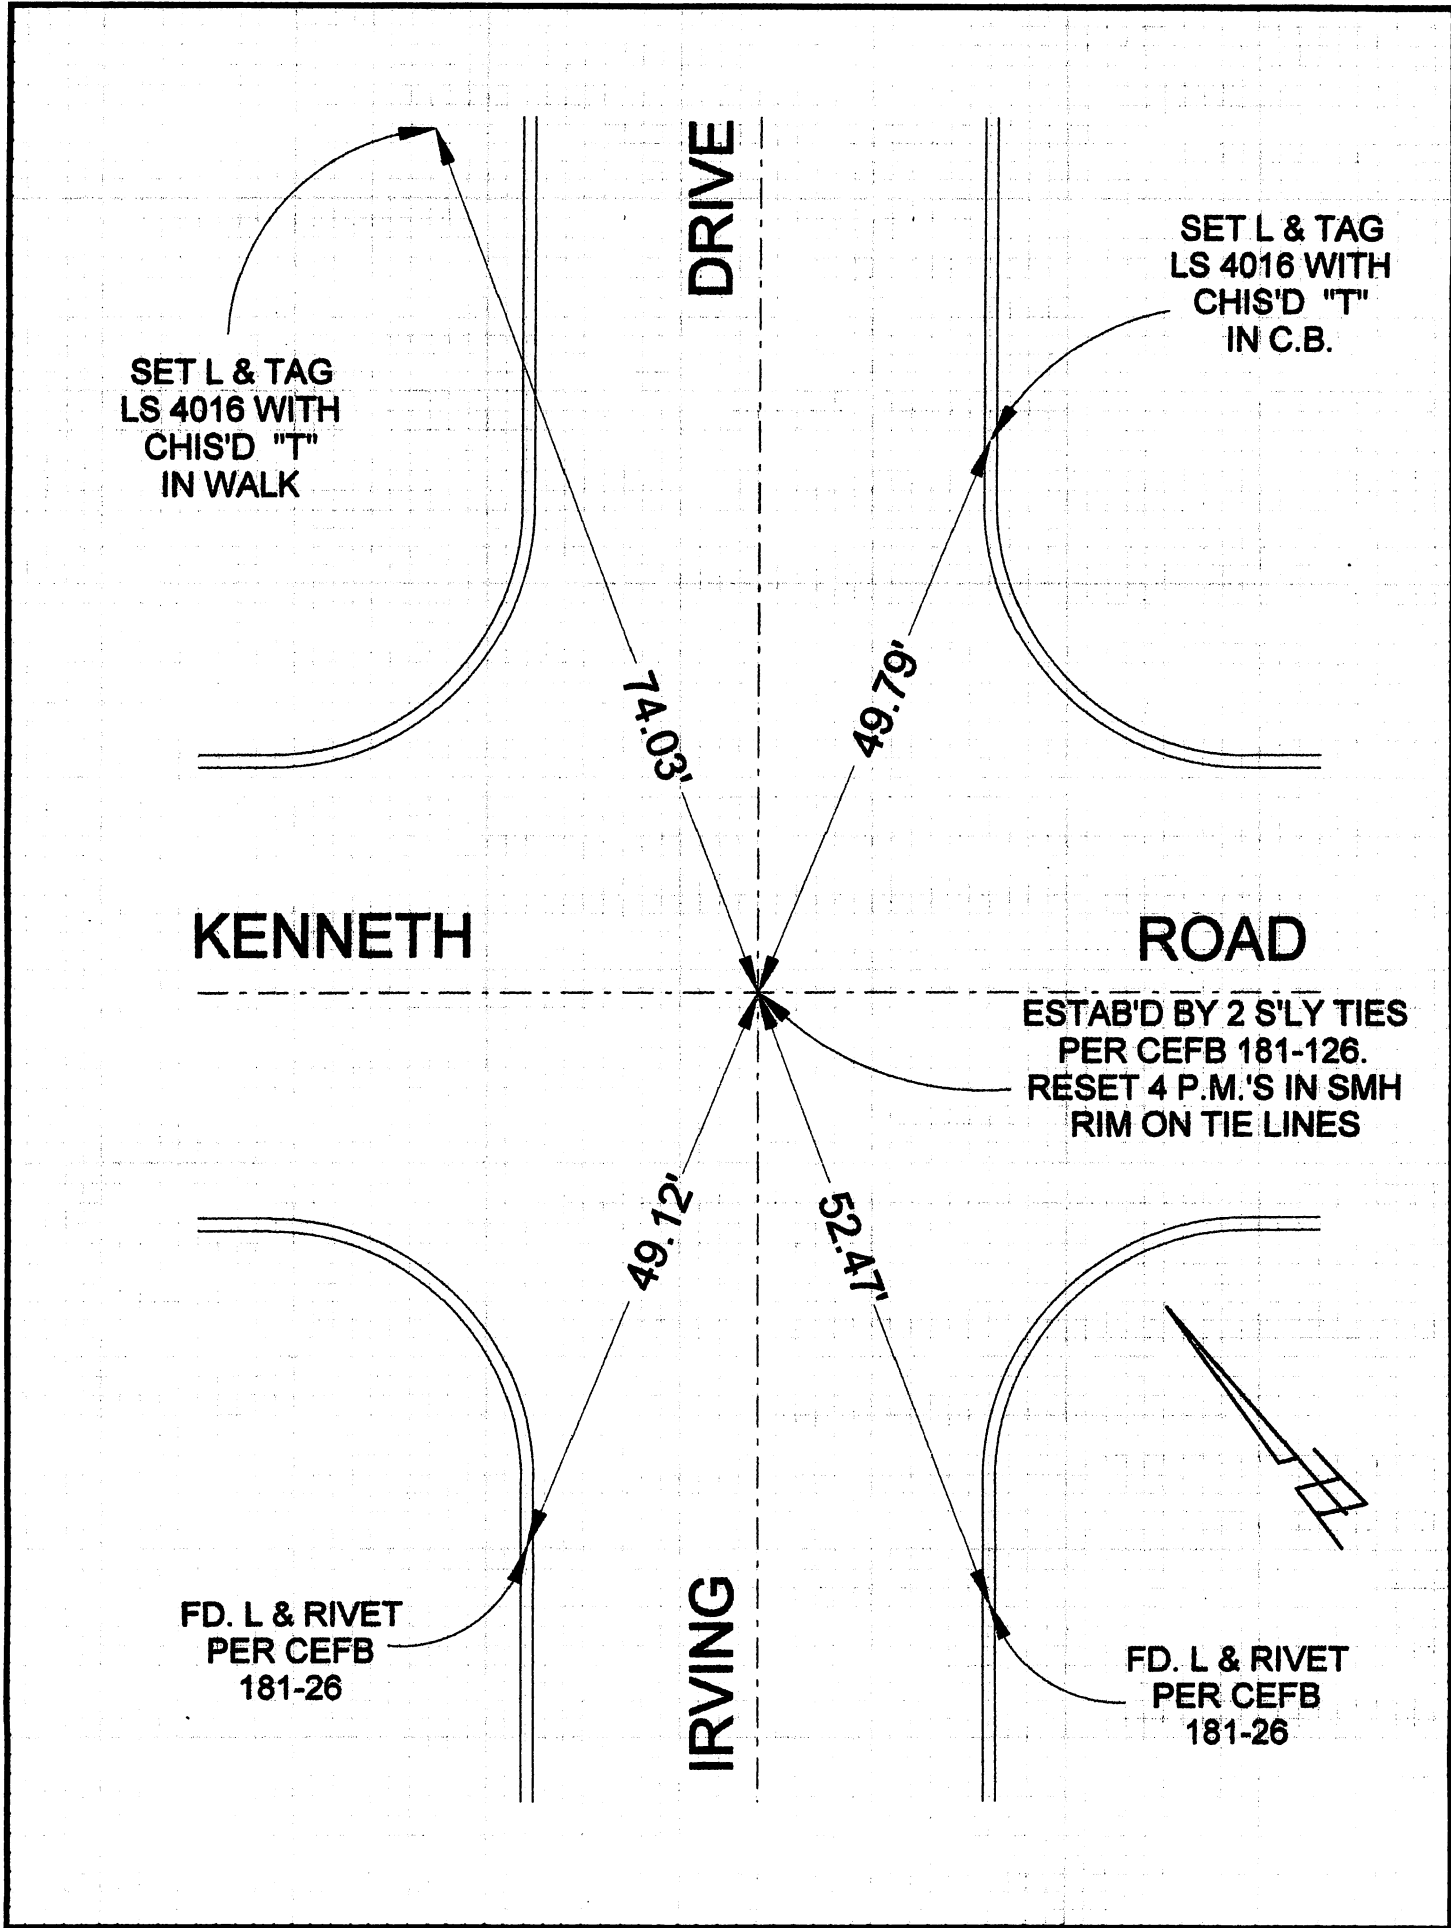 DRIVE
SET L & TAG
LS 4016 WITH
CHIS'D "T"
IN C.B.
SET L & TAG
LS 4016 WITH
CHIS'D "T"
IN WALK
74.03'
49.79'
KENNETH
ROAD
ESTAB'D BY 2 S'LY TIES
PER CEFB 181-126.
RESET 4 P.M.'S IN SMH
RIM ON TIE LINES
49.12'
52.47'
IRVING
FD. L & RIVET
PER CEFB
181-26
FD. L & RIVET
PER CEFB
181-26